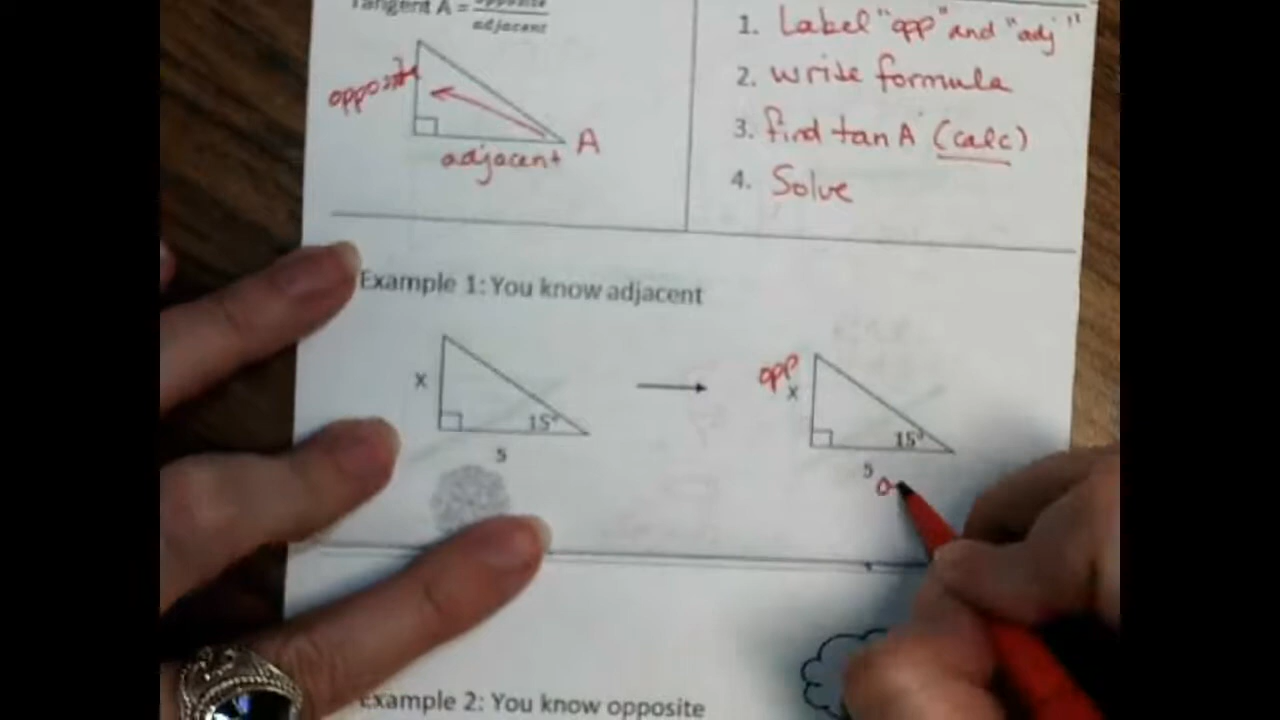 Tangent A = opposite
adjacent
opposite
adjacent A
1. Label "opp" and "adj"
2. write formula
3. find tan A (calc)
4. Solve
Example 1: You know adjacent
x
15°
5
opp
x
15°
5
a
Example 2: You know opposite